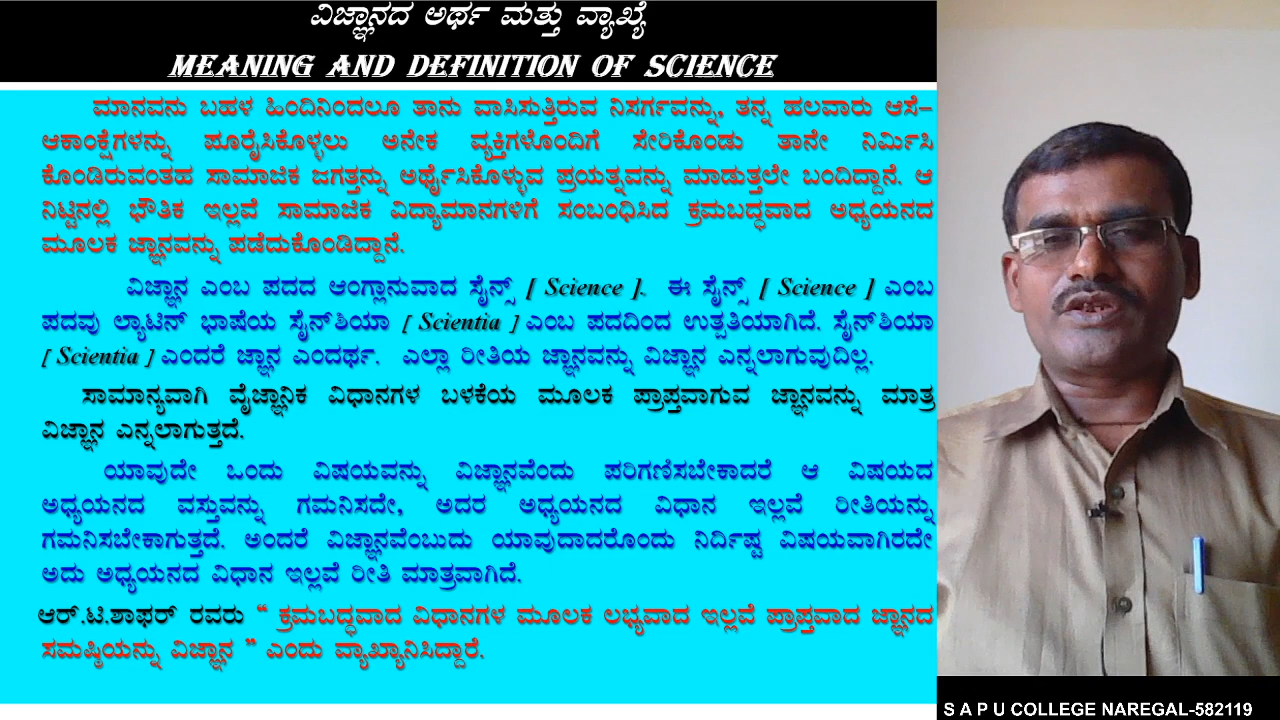 ವಿಜ್ಞಾನದ ಅರ್ಥ ಮತ್ತು ವ್ಯಾಖ್ಯೆ
MEANING AND DEFINITION OF SCIENCE
ಮಾನವನು ಬಹಳ ಹಿಂದಿನಿಂದಲೂ ತಾನು ವಾಸಿಸುತ್ತಿರುವ ನಿಸರ್ಗವನ್ನು, ತನ್ನ ಹಲವಾರು ಆಸೆ–
ಆಕಾಂಕ್ಷೆಗಳನ್ನು ಪೂರೈಸಿಕೊಳ್ಳಲು ಅನೇಕ ವ್ಯಕ್ತಿಗಳೊಂದಿಗೆ ಸೇರಿಕೊಂಡು ತಾನೇ ನಿರ್ಮಿಸಿ
ಕೊಂಡಿರುವಂತಹ ಸಾಮಾಜಿಕ ಜಗತ್ತನ್ನು ಅರ್ಥೈಸಿಕೊಳ್ಳುವ ಪ್ರಯತ್ನವನ್ನು ಮಾಡುತ್ತಲೇ ಬಂದಿದ್ದಾನೆ. ಆ
ನಿಟ್ಟಿನಲ್ಲಿ ಭೌತಿಕ ಇಲ್ಲವೆ ಸಾಮಾಜಿಕ ವಿದ್ಯಾಮಾನಗಳಿಗೆ ಸಂಬಂಧಿಸಿದ ಕ್ರಮಬದ್ಧವಾದ ಅಧ್ಯಯನದ
ಮೂಲಕ ಜ್ಞಾನವನ್ನು ಪಡೆದುಕೊಂಡಿದ್ದಾನೆ.
ವಿಜ್ಞಾನ ಎಂಬ ಪದದ ಆಂಗ್ಲಾನುವಾದ ಸೈನ್ಸ್ [ Science ]. ಈ ಸೈನ್ಸ್ [ Science ] ಎಂಬ
ಪದವು ಲ್ಯಾಟಿನ್ ಭಾಷೆಯ ಸೈನ್‌ಶಿಯಾ [ Scientia ] ಎಂಬ ಪದದಿಂದ ಉತ್ಪತಿಯಾಗಿದೆ. ಸೈನ್‌ಶಿಯಾ
[ Scientia ] ಎಂದರೆ ಜ್ಞಾನ ಎಂದರ್ಥ. ಎಲ್ಲಾ ರೀತಿಯ ಜ್ಞಾನವನ್ನು ವಿಜ್ಞಾನ ಎನ್ನಲಾಗುವುದಿಲ್ಲ.
ಸಾಮಾನ್ಯವಾಗಿ ವೈಜ್ಞಾನಿಕ ವಿಧಾನಗಳ ಬಳಕೆಯ ಮೂಲಕ ಪ್ರಾಪ್ತವಾಗುವ ಜ್ಞಾನವನ್ನು ಮಾತ್ರ
ವಿಜ್ಞಾನ ಎನ್ನಲಾಗುತ್ತದೆ.
ಯಾವುದೇ ಒಂದು ವಿಷಯವನ್ನು ವಿಜ್ಞಾನವೆಂದು ಪರಿಗಣಿಸಬೇಕಾದರೆ ಆ ವಿಷಯದ
ಅಧ್ಯಯನದ ವಸ್ತುವನ್ನು ಗಮನಿಸದೇ, ಅದರ ಅಧ್ಯಯನದ ವಿಧಾನ ಇಲ್ಲವೆ ರೀತಿಯನ್ನು
ಗಮನಿಸಬೇಕಾಗುತ್ತದೆ. ಅಂದರೆ ವಿಜ್ಞಾನವೆಂಬುದು ಯಾವುದಾದರೊಂದು ನಿರ್ದಿಷ್ಟ ವಿಷಯವಾಗಿರದೇ
ಅದು ಅಧ್ಯಯನದ ವಿಧಾನ ಇಲ್ಲವೆ ರೀತಿ ಮಾತ್ರವಾಗಿದೆ.
ಆರ್.ಟಿ.ಶಾಫರ್ ರವರು “ ಕ್ರಮಬದ್ಧವಾದ ವಿಧಾನಗಳ ಮೂಲಕ ಲಭ್ಯವಾದ ಇಲ್ಲವೆ ಪ್ರಾಪ್ತವಾದ ಜ್ಞಾನದ
ಸಮಷ್ಠಿಯನ್ನು ವಿಜ್ಞಾನ ” ಎಂದು ವ್ಯಾಖ್ಯಾನಿಸಿದ್ದಾರೆ.
S A P U COLLEGE NAREGAL-582119